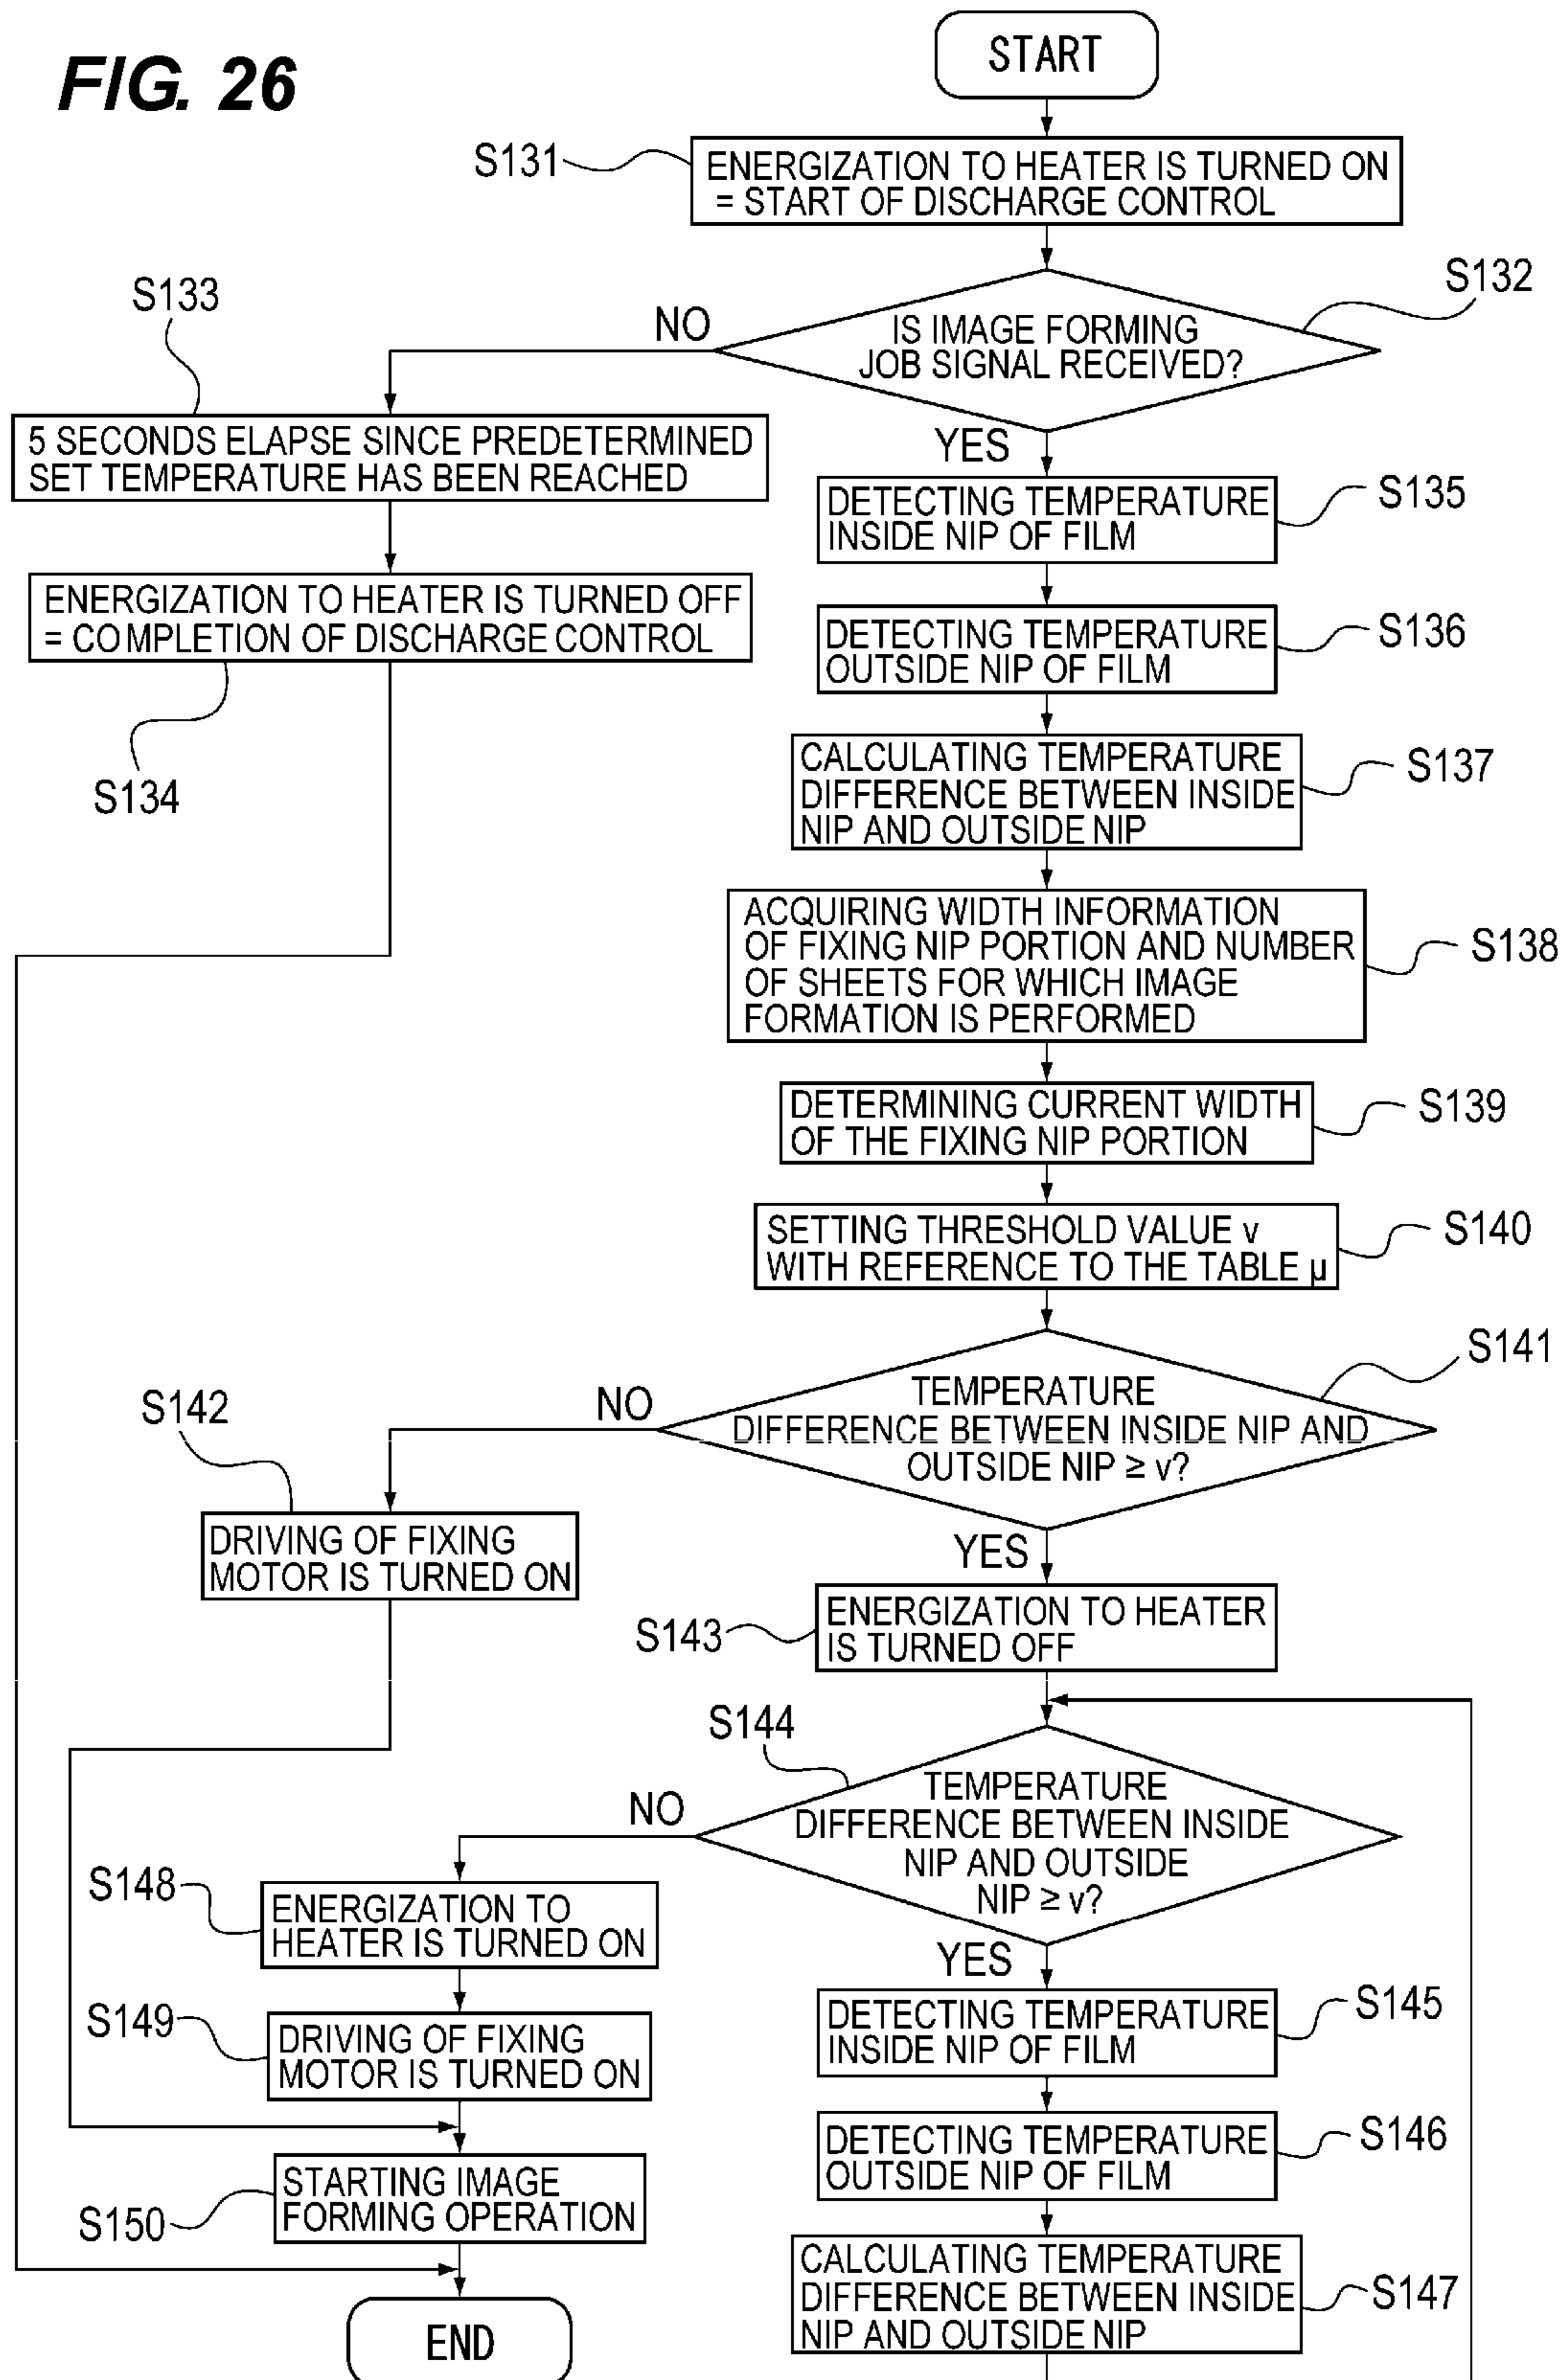 FIG. 26
START
S131
ENERGIZATION TO HEATER IS TURNED ON
= START OF DISCHARGE CONTROL
S132
IS IMAGE FORMING
JOB SIGNAL RECEIVED?
NO
YES
S133
5 SECONDS ELAPSE SINCE PREDETERMINED
SET TEMPERATURE HAS BEEN REACHED
ENERGIZATION TO HEATER IS TURNED OFF
= COMPLETION OF DISCHARGE CONTROL
S134
DETECTING TEMPERATURE
INSIDE NIP OF FILM
S135
DETECTING TEMPERATURE
OUTSIDE NIP OF FILM
S136
CALCULATING TEMPERATURE
DIFFERENCE BETWEEN INSIDE
NIP AND OUTSIDE NIP
S137
ACQUIRING WIDTH INFORMATION
OF FIXING NIP PORTION AND NUMBER
OF SHEETS FOR WHICH IMAGE
FORMATION IS PERFORMED
S138
DETERMINING CURRENT WIDTH
OF THE FIXING NIP PORTION
S139
SETTING THRESHOLD VALUE ν
WITH REFERENCE TO THE TABLE μ
S140
S141
TEMPERATURE
DIFFERENCE BETWEEN INSIDE NIP AND
OUTSIDE NIP ≥ ν?
NO
YES
S142
DRIVING OF FIXING
MOTOR IS TURNED ON
S143
ENERGIZATION TO HEATER
IS TURNED OFF
S144
TEMPERATURE
DIFFERENCE BETWEEN INSIDE
NIP AND OUTSIDE
NIP ≥ ν?
NO
YES
S148
ENERGIZATION TO
HEATER IS TURNED ON
S149
DRIVING OF FIXING
MOTOR IS TURNED ON
S150
STARTING IMAGE
FORMING OPERATION
DETECTING TEMPERATURE
INSIDE NIP OF FILM
S145
DETECTING TEMPERATURE
OUTSIDE NIP OF FILM
S146
CALCULATING TEMPERATURE
DIFFERENCE BETWEEN INSIDE
NIP AND OUTSIDE NIP
S147
END